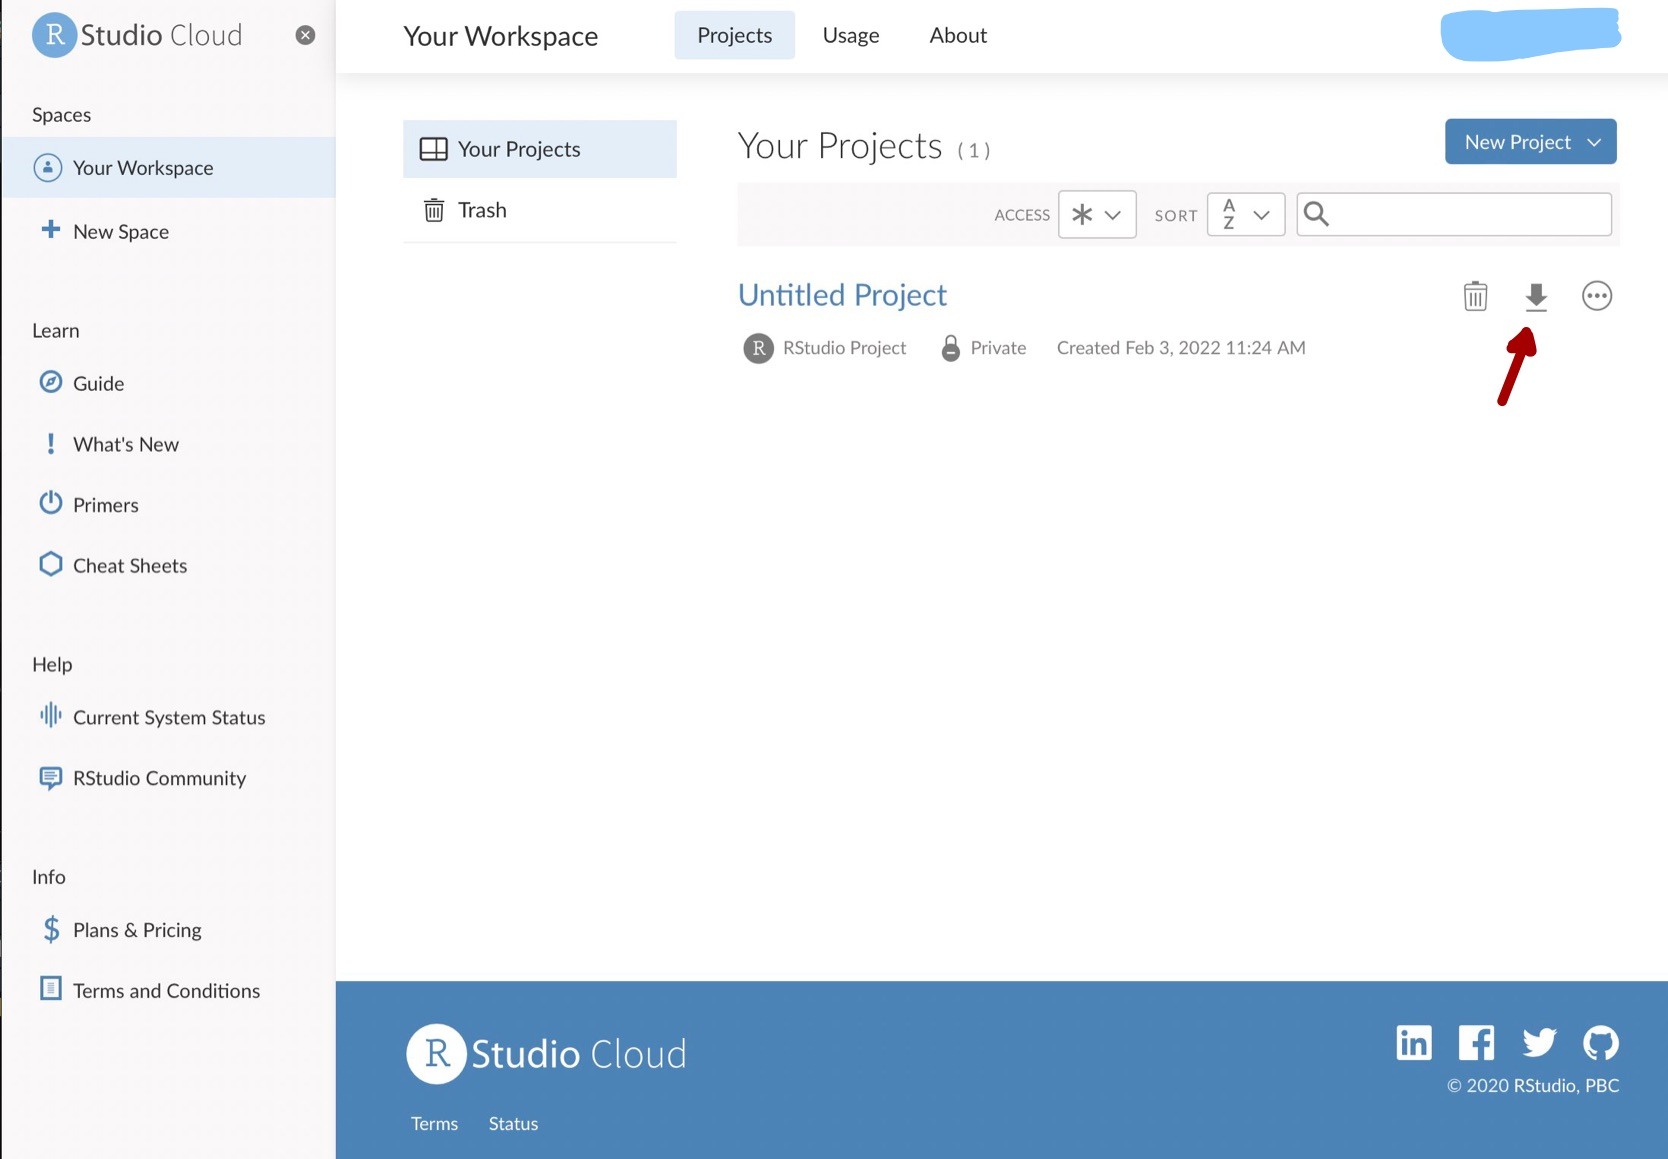 R Studio Cloud
Spaces
Your Workspace
New Space
Learn
Guide
What's New
Primers
Cheat Sheets
Help
Current System Status
RStudio Community
Info
Plans & Pricing
Terms and Conditions
Your Workspace Projects Usage About
Your Projects
Trash
Your Projects (1)
New Project
ACCESS SORT A Z
Untitled Project
R RStudio Project Private Created Feb 3, 2022 11:24 AM
R Studio Cloud
Terms Status
in
© 2020 RStudio, PBC